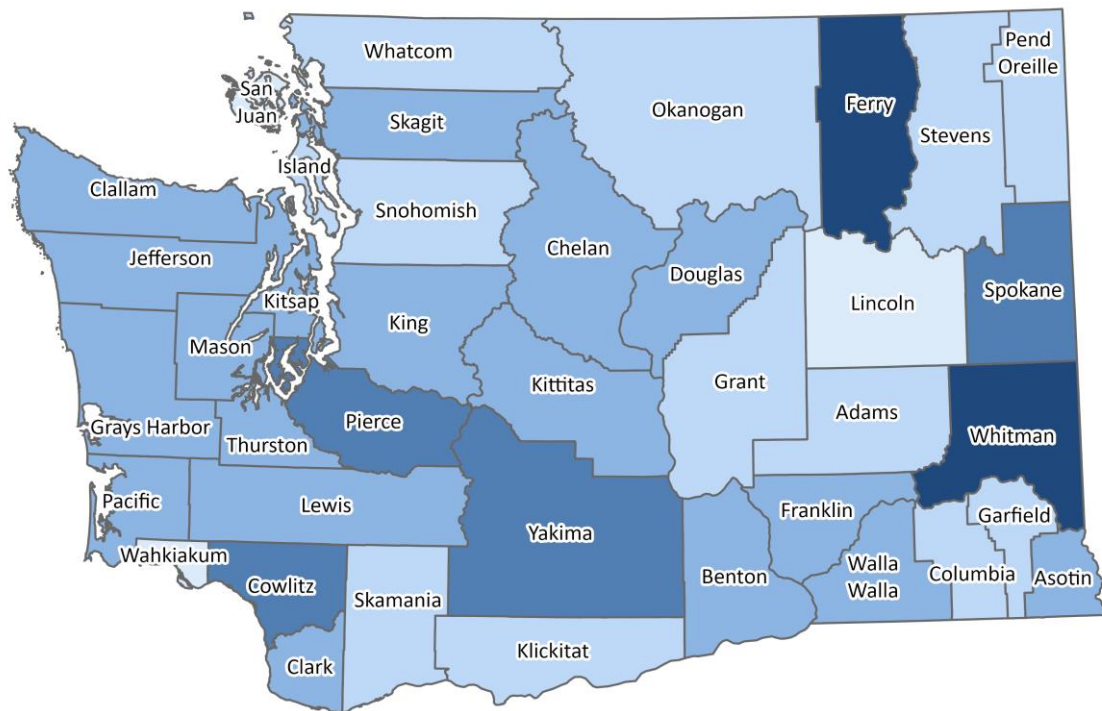 Whatcom
Pend
Oreille
San
Juan
Okanogan
Ferry
Skagit
Stevens
Island
Clallam
Snohomish
Chelan
Jefferson
Douglas
Kitsap
Lincoln
Spokane
King
Mason
Kittitas
Grant
Adams
Pierce
Grays Harbor
Whitman
Thurston
Pacific
Lewis
Franklin
Garfield
Yakima
Wahkiakum
Walla
Walla
Benton
Columbia
Asotin
Cowlitz
Skamania
Klickitat
Clark